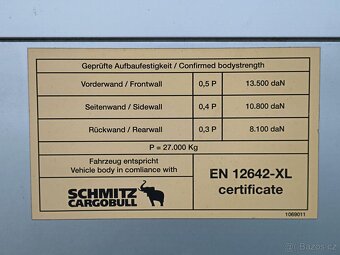 Geprüfte Aufbaufestigkeit / Confirmed bodystrength
Vorderwand / Frontwall 0,5 P 13.500 daN
Seitenwand / Sidewall 0,4 P 10.800 daN
Rückwand / Rearwall 0,3 P 8.100 daN
P = 27.000 Kg
Fahrzeug entspricht
Vehicle body in comliance with
SCHMITZ
CARGOBULL
EN 12642-XL
certificate
1069011